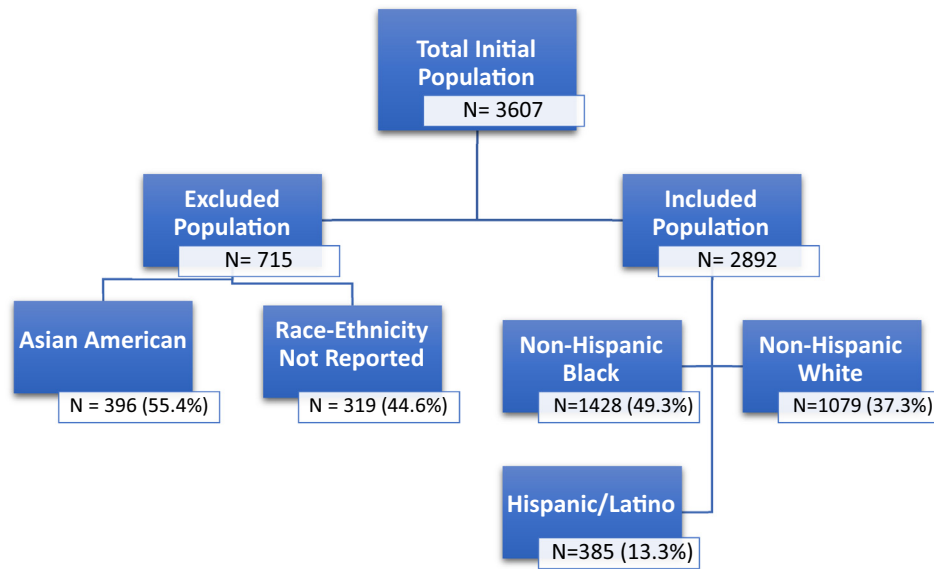 Total Initial
Population
N= 3607
Excluded
Population
N= 715
Included
Population
N= 2892
Asian American
N = 396 (55.4%)
Race-Ethnicity
Not Reported
N = 319 (44.6%)
Non-Hispanic
Black
N=1428 (49.3%)
Non-Hispanic
White
N=1079 (37.3%)
Hispanic/Latino
N=385 (13.3%)